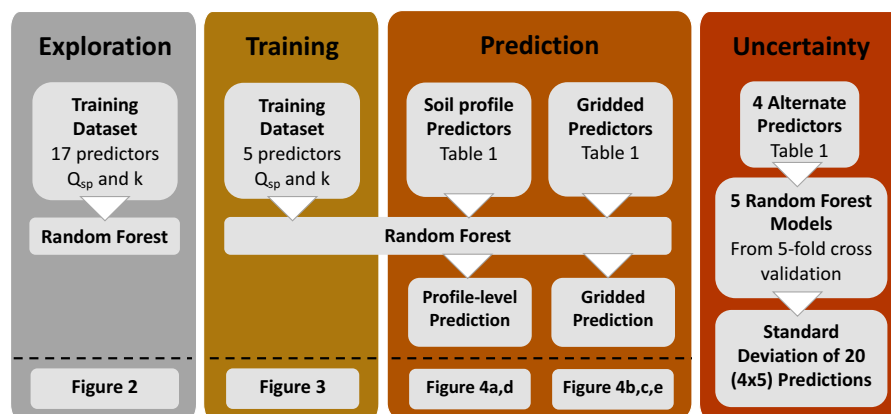 Exploration
Training
Dataset
17 predictors
Qsp and k
Random Forest
Figure 2
Training
Training
Dataset
5 predictors
Qsp and k
Random Forest
Figure 3
Prediction
Soil profile
Predictors
Table 1
Gridded
Predictors
Table 1
Profile-level
Prediction
Gridded
Prediction
Figure 4a,d
Figure 4b,c,e
Uncertainty
4 Alternate
Predictors
Table 1
5 Random Forest
Models
From 5-fold cross
validation
Standard
Deviation of 20
(4x5) Predictions